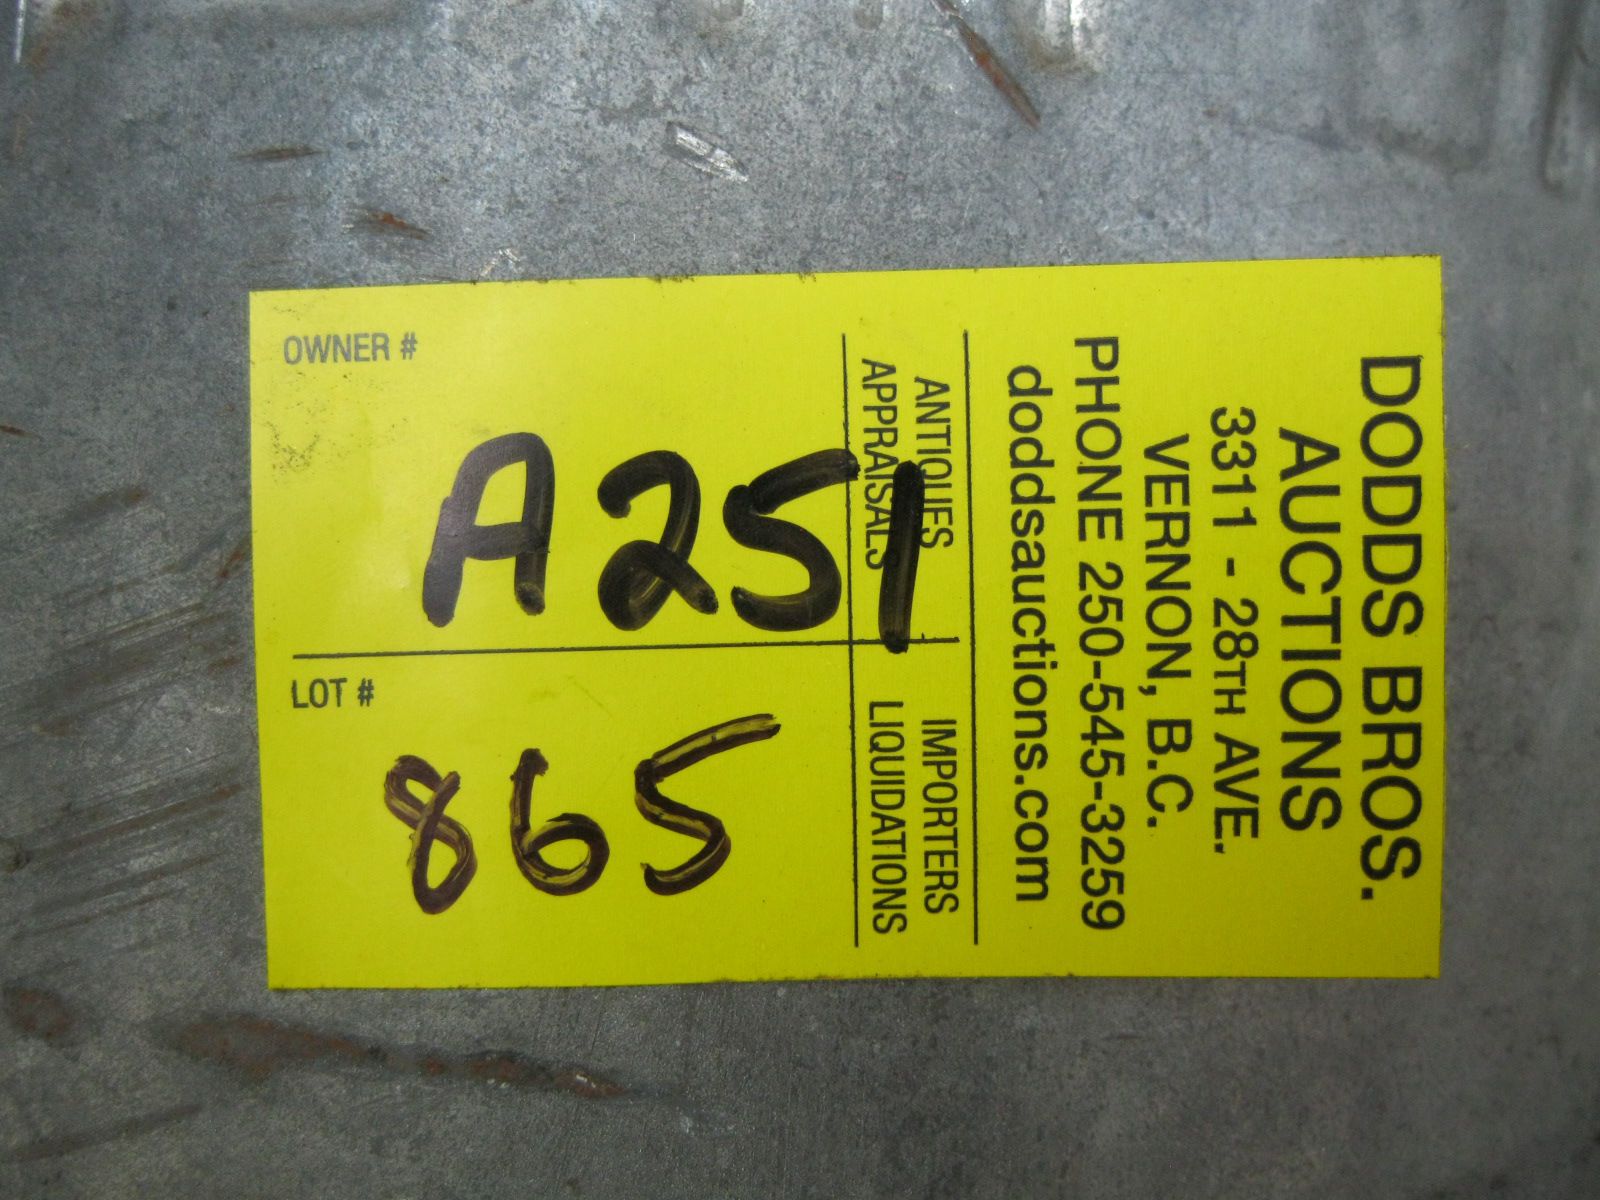 DODDS BROS.
AUCTIONS
3311 - 28TH AVE.
VERNON, B.C.
PHONE 250-545-3259
doddsauctions.com
ANTIQUES
APPRAISALS
IMPORTERS
LIQUIDATIONS
OWNER #
A251
LOT #
865